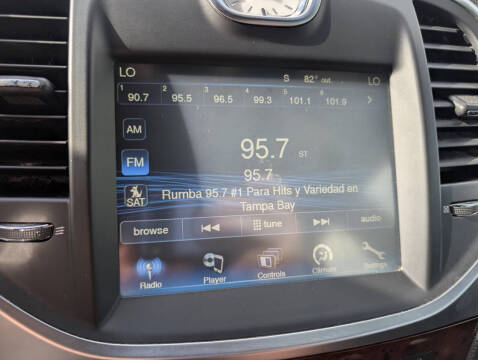 LO S 82° out. LO
1 90.7 2 95.5 3 96.5 4 99.3 5 101.1 6 101.9 >
AM
FM
SAT
95.7 ST
95.7
Rumba 95.7 #1 Para Hits y Variedad en
Tampa Bay
browse tune audio
Radio Player Controls Climate Settings